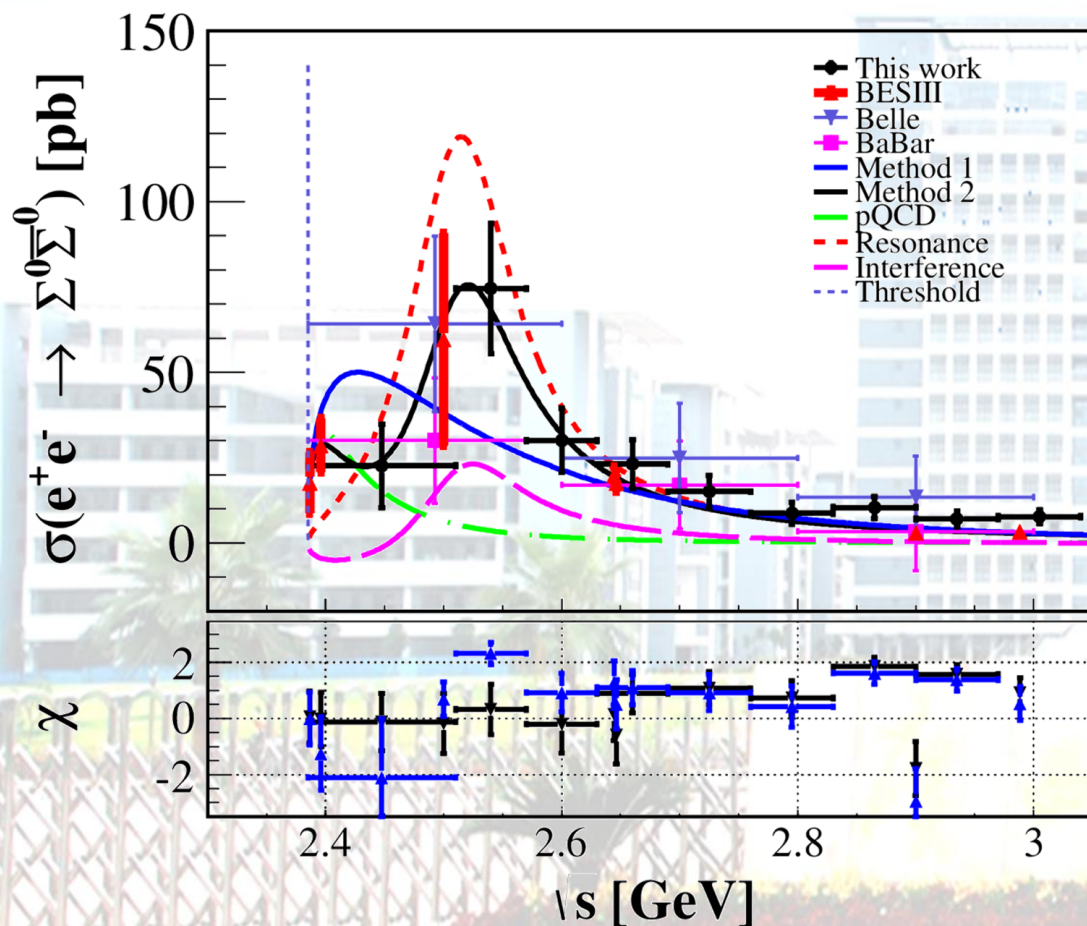 σ(e⁺e⁻ → Σ⁰Σ̅⁰) [pb]
150
100
50
0
This work
BESIII
Belle
BaBar
Method 1
Method 2
pQCD
Resonance
Interference
Threshold
χ
2
0
-2
2.4 2.6 2.8 3
√s [GeV]